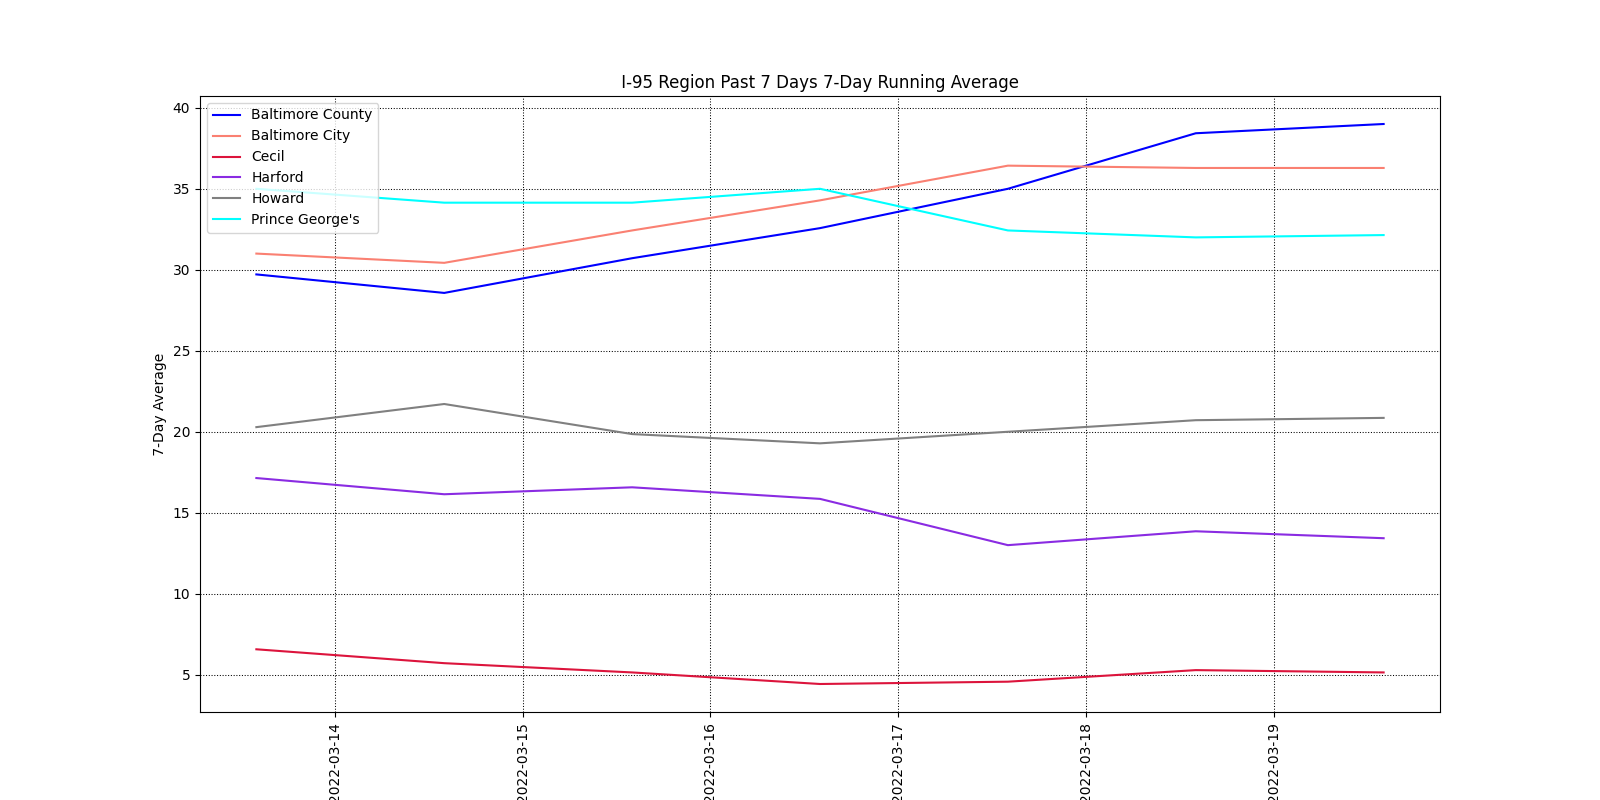 I-95 Region Past 7 Days 7-Day Running Average
40
35
30
25
20
15
10
5
7-Day Average
Baltimore County
Baltimore City
Cecil
Harford
Howard
Prince George's
2022-03-14
2022-03-15
2022-03-16
2022-03-17
2022-03-18
2022-03-19